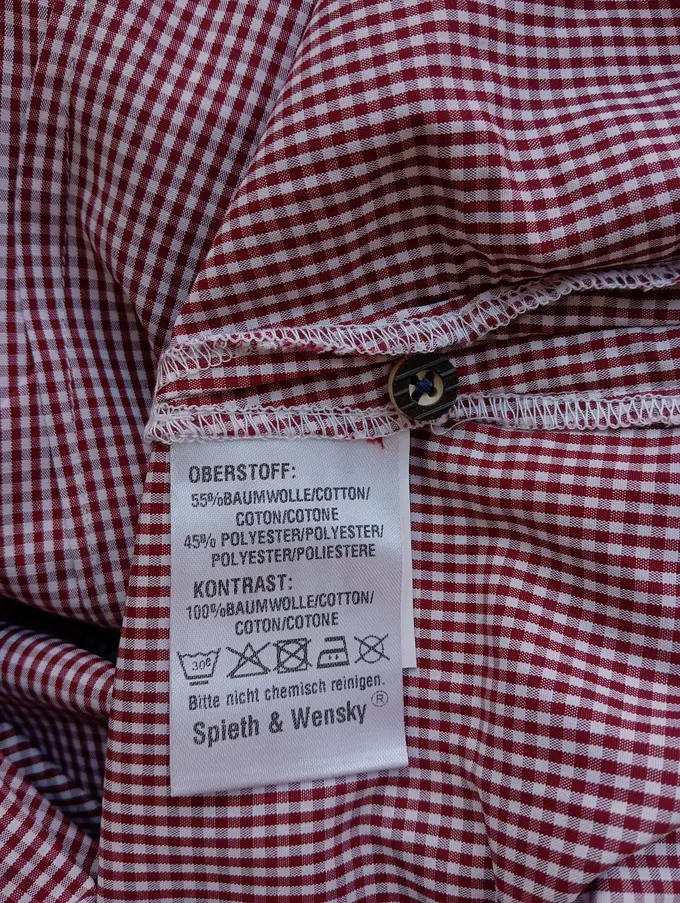 OBERSTOFF:
55%BAUMWOLLE/COTTON/
COTON/COTONE
45% POLYESTER/POLYESTER/
POLYESTER/POLIESTERE
KONTRAST:
100%BAUMWOLLE/COTTON/
COTON/COTONE
30°
Bitte nicht chemisch reinigen.
Spieth & Wensky®